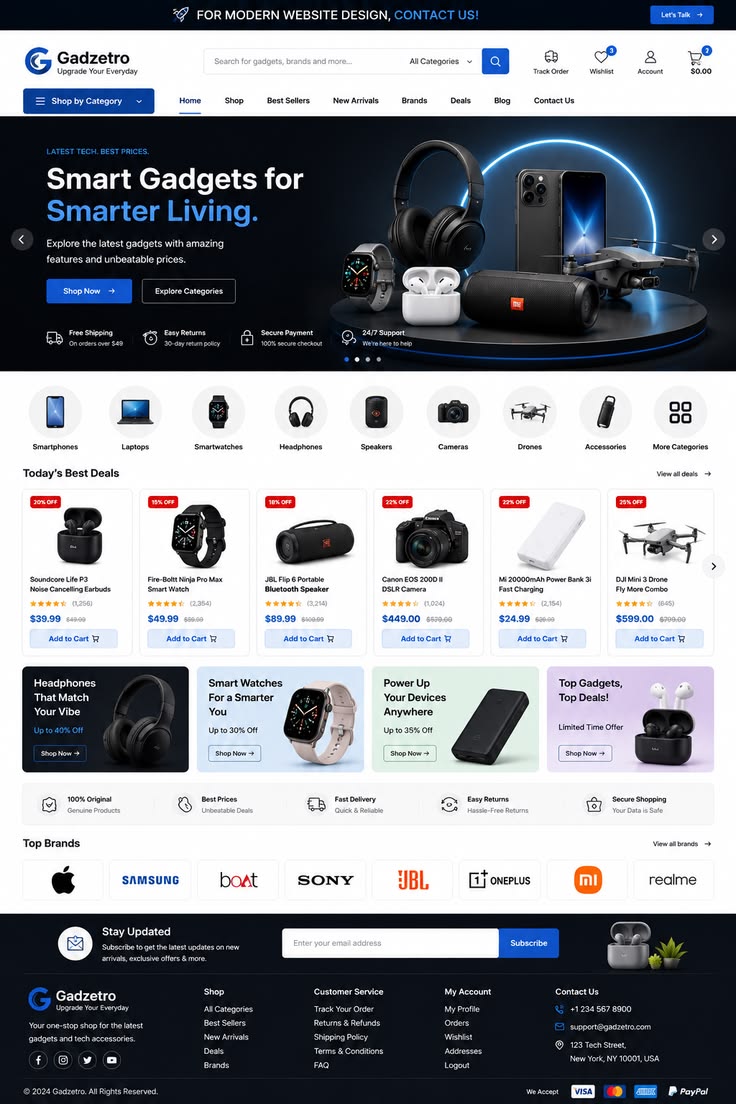 FOR MODERN WEBSITE DESIGN, CONTACT US!
Let's Talk →
Gadzetro
Upgrade Your Everyday
Search for gadgets, brands and more...
All Categories
Track Order
3
Wishlist
Account
$0.00
Shop by Category
Home
Shop
Best Sellers
New Arrivals
Brands
Deals
Blog
Contact Us
LATEST TECH. BEST PRICES.
Smart Gadgets for
Smarter Living.
Explore the latest gadgets with amazing
features and unbeatable prices.
Shop Now →
Explore Categories
Free Shipping
On orders over $49
Easy Returns
30-day return policy
Secure Payment
100% secure checkout
24/7 Support
We're here to help
Smartphones
Laptops
Smartwatches
Headphones
Speakers
Cameras
Drones
Accessories
More Categories
Today's Best Deals
View all deals →
20% OFF
Soundcore Life P3
Noise Cancelling Earbuds
(1,256)
$39.99 $49.99
Add to Cart
15% OFF
Fire-Boltt Ninja Pro Max
Smart Watch
(2,354)
$49.99
Add to Cart
18% OFF
JBL Flip 6 Portable
Bluetooth Speaker
(3,214)
$89.99
Add to Cart
22% OFF
Canon EOS 200D II
DSLR Camera
(1,024)
$449.00 $579.00
Add to Cart
22% OFF
Mi 20000mAh Power Bank 3i
Fast Charging
(2,154)
$24.99
Add to Cart
25% OFF
DJI Mini 3 Drone
Fly More Combo
(645)
$599.00 $799.00
Add to Cart
Headphones
That Match
Your Vibe
Up to 40% Off
Shop Now →
Smart Watches
For a Smarter
You
Up to 30% Off
Shop Now →
Power Up
Your Devices
Anywhere
Up to 35% Off
Shop Now →
Top Gadgets,
Top Deals!
Limited Time Offer
Shop Now →
100% Original
Genuine Products
Best Prices
Unbeatable Deals
Fast Delivery
Quick & Reliable
Easy Returns
Hassle-Free Returns
Secure Shopping
Your Data is Safe
Top Brands
View all brands →
SAMSUNG
boAt
SONY
JBL
1+ ONEPLUS
mi
realme
Stay Updated
Subscribe to get the latest updates on new
arrivals, exclusive offers & more.
Enter your email address
Subscribe
Gadzetro
Upgrade Your Everyday
Your one-stop shop for the latest
gadgets and tech accessories.
Shop
All Categories
Best Sellers
New Arrivals
Deals
Brands
Customer Service
Track Your Order
Returns & Refunds
Shipping Policy
Terms & Conditions
FAQ
My Account
My Profile
Orders
Wishlist
Addresses
Logout
Contact Us
+1 234 567 8900
support@gadzetro.com
123 Tech Street,
New York, NY 10001, USA
© 2024 Gadzetro. All Rights Reserved.
We Accept
VISA
PayPal